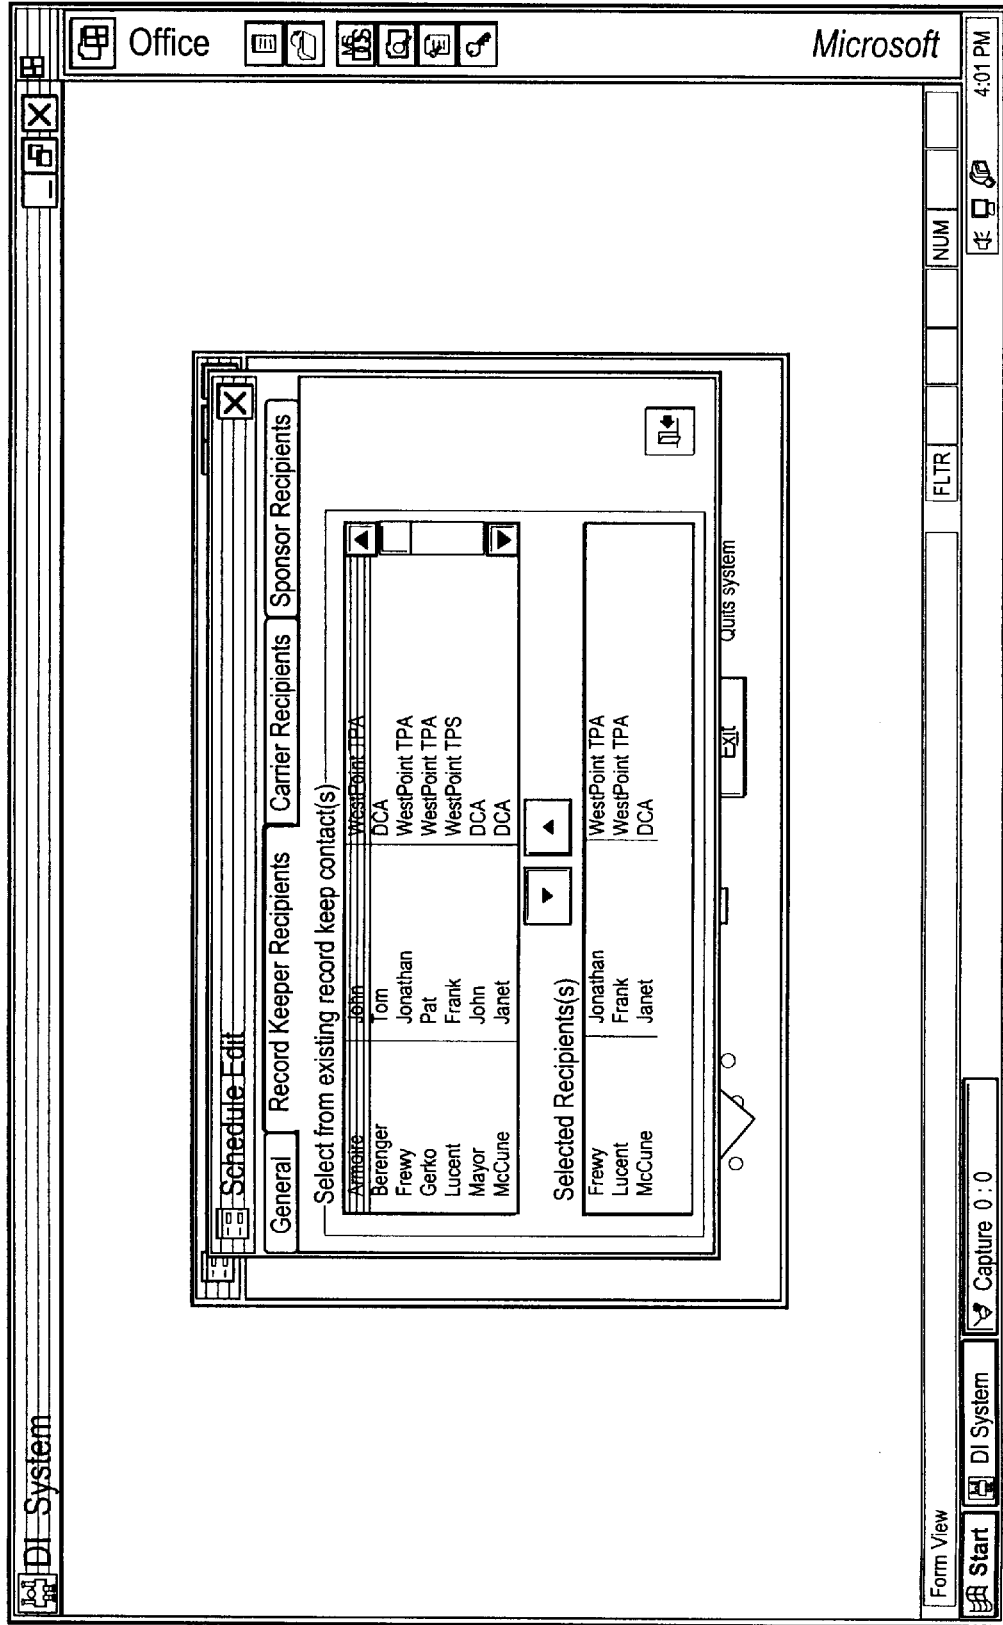 DI System
Office
MS DOS
Microsoft
Schedule Edit
General Record Keeper Recipients Carrier Recipients Sponsor Recipients
Select from existing record keep contact(s)
Armoire John WestPoint TPA
Berenger Tom DCA
Frewy Jonathan WestPoint TPA
Gerko Pat WestPoint TPA
Lucent Frank WestPoint TPS
Mayor John DCA
McCune Janet DCA
Selected Recipients(s)
Frewy Jonathan WestPoint TPA
Lucent Frank WestPoint TPA
McCune Janet DCA
Exit Quits system
Form View FLTR NUM
Start DI System Capture 0 : 0 4:01 PM